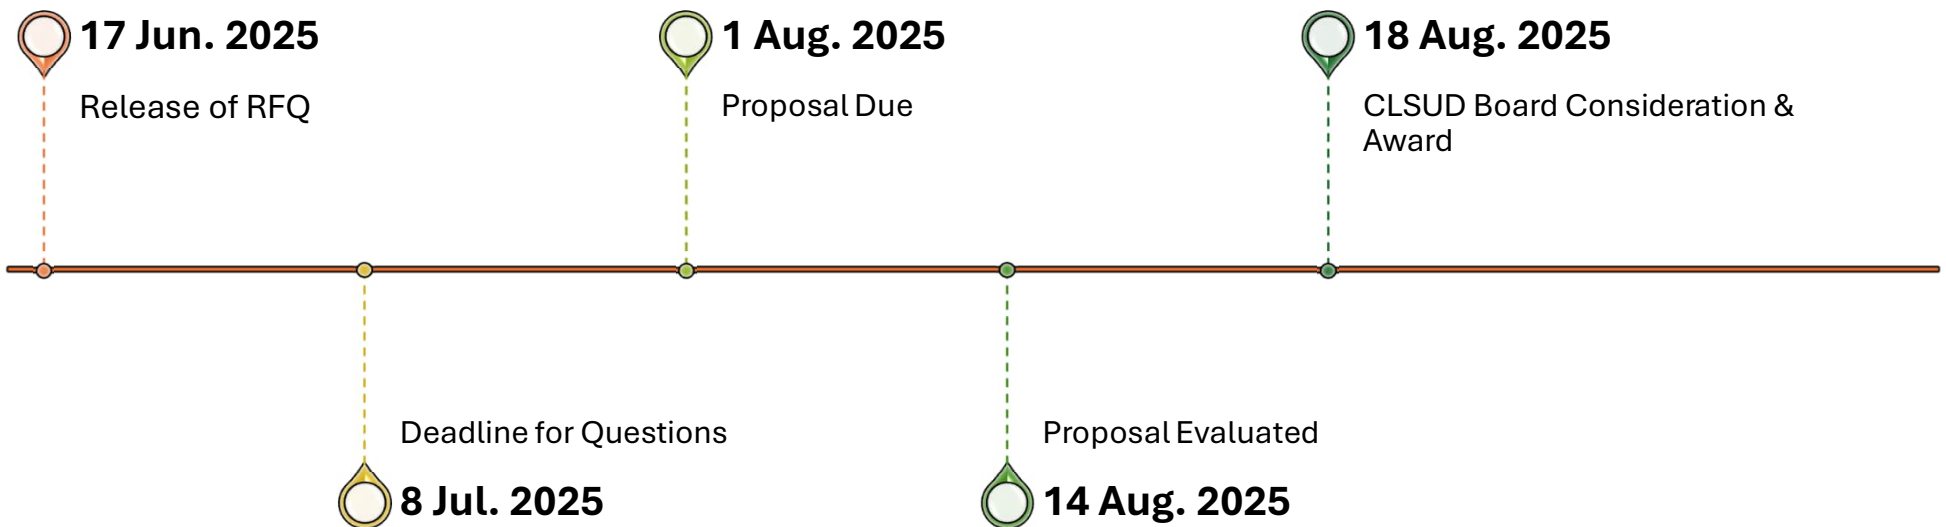 17 Jun. 2025
Release of RFQ
Deadline for Questions
8 Jul. 2025
1 Aug. 2025
Proposal Due
Proposal Evaluated
14 Aug. 2025
18 Aug. 2025
CLSUD Board Consideration &
Award